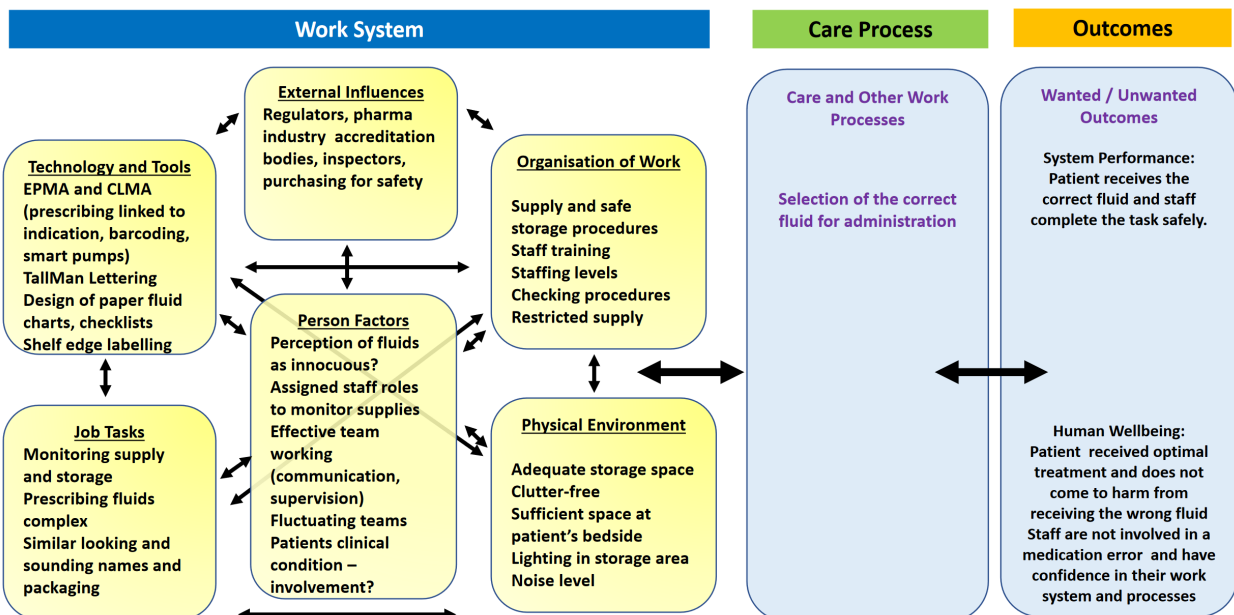 Work System
Care Process
Outcomes
External Influences
Regulators, pharma
industry accreditation
bodies, inspectors,
purchasing for safety
Technology and Tools
EPMA and CLMA
(prescribing linked to
indication, barcoding,
smart pumps)
TallMan Lettering
Design of paper fluid
charts, checklists
Shelf edge labelling
Organisation of Work
Supply and safe
storage procedures
Staff training
Staffing levels
Checking procedures
Restricted supply
Person Factors
Perception of fluids
as innocuous?
Assigned staff roles
to monitor supplies
Effective team
working
(communication,
supervision)
Fluctuating teams
Patients clinical
condition –
involvement?
Job Tasks
Monitoring supply
and storage
Prescribing fluids
complex
Similar looking and
sounding names and
packaging
Physical Environment
Adequate storage space
Clutter-free
Sufficient space at
patient's bedside
Lighting in storage area
Noise level
Care and Other Work
Processes
Selection of the correct
fluid for administration
Wanted / Unwanted
Outcomes
System Performance:
Patient receives the
correct fluid and staff
complete the task safely.
Human Wellbeing:
Patient received optimal
treatment and does not
come to harm from
receiving the wrong fluid
Staff are not involved in a
medication error and have
confidence in their work
system and processes